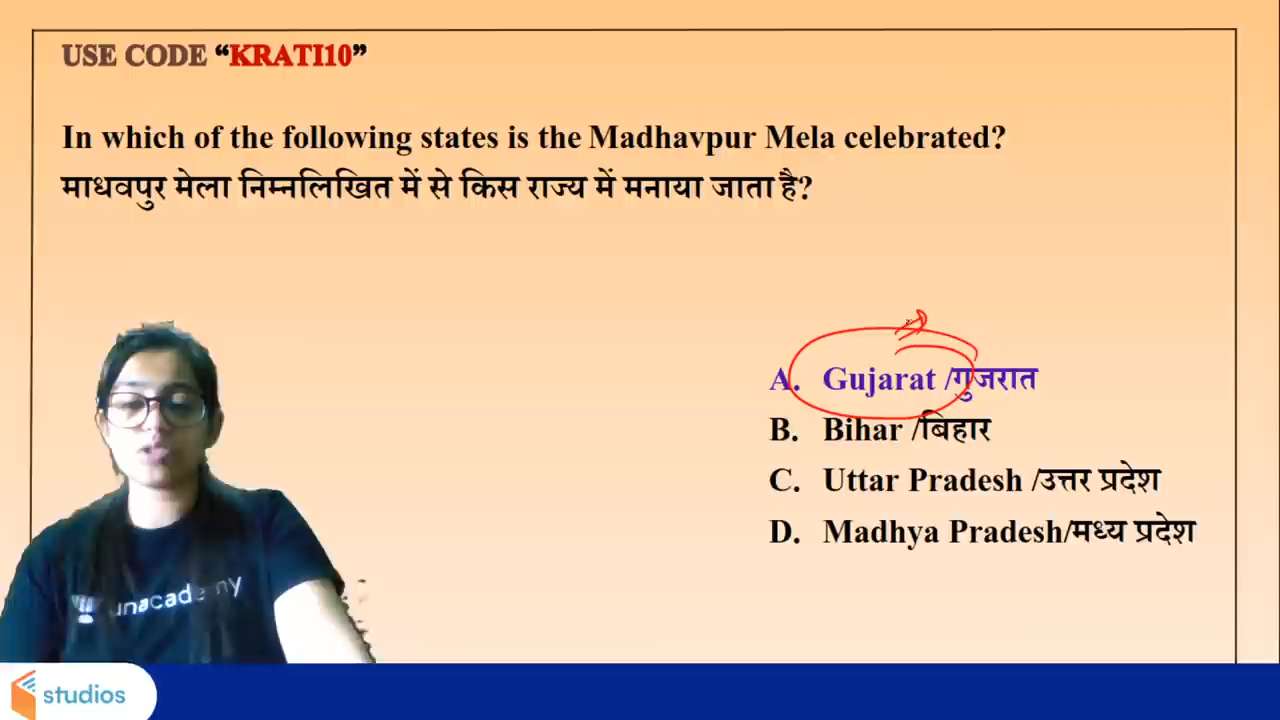 USE CODE “KRATI10”
In which of the following states is the Madhavpur Mela celebrated?
माधवपुर मेला निम्नलिखित में से किस राज्य में मनाया जाता है?
A. Gujarat /गुजरात
B. Bihar /बिहार
C. Uttar Pradesh /उत्तर प्रदेश
D. Madhya Pradesh/मध्य प्रदेश
unacademy
studios